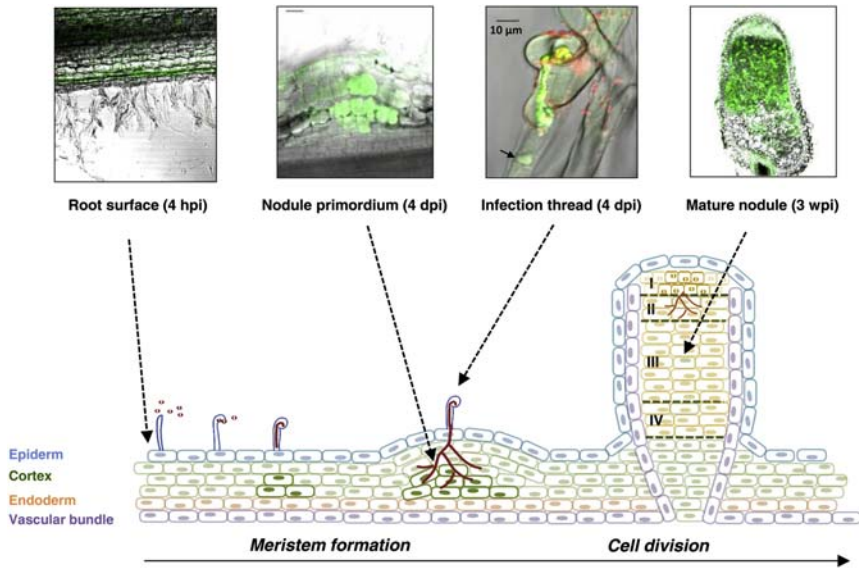 10 µm
Root surface (4 hpi)
Nodule primordium (4 dpi)
Infection thread (4 dpi)
Mature nodule (3 wpi)
I
II
III
IV
Epiderm
Cortex
Endoderm
Vascular bundle
Meristem formation
Cell division